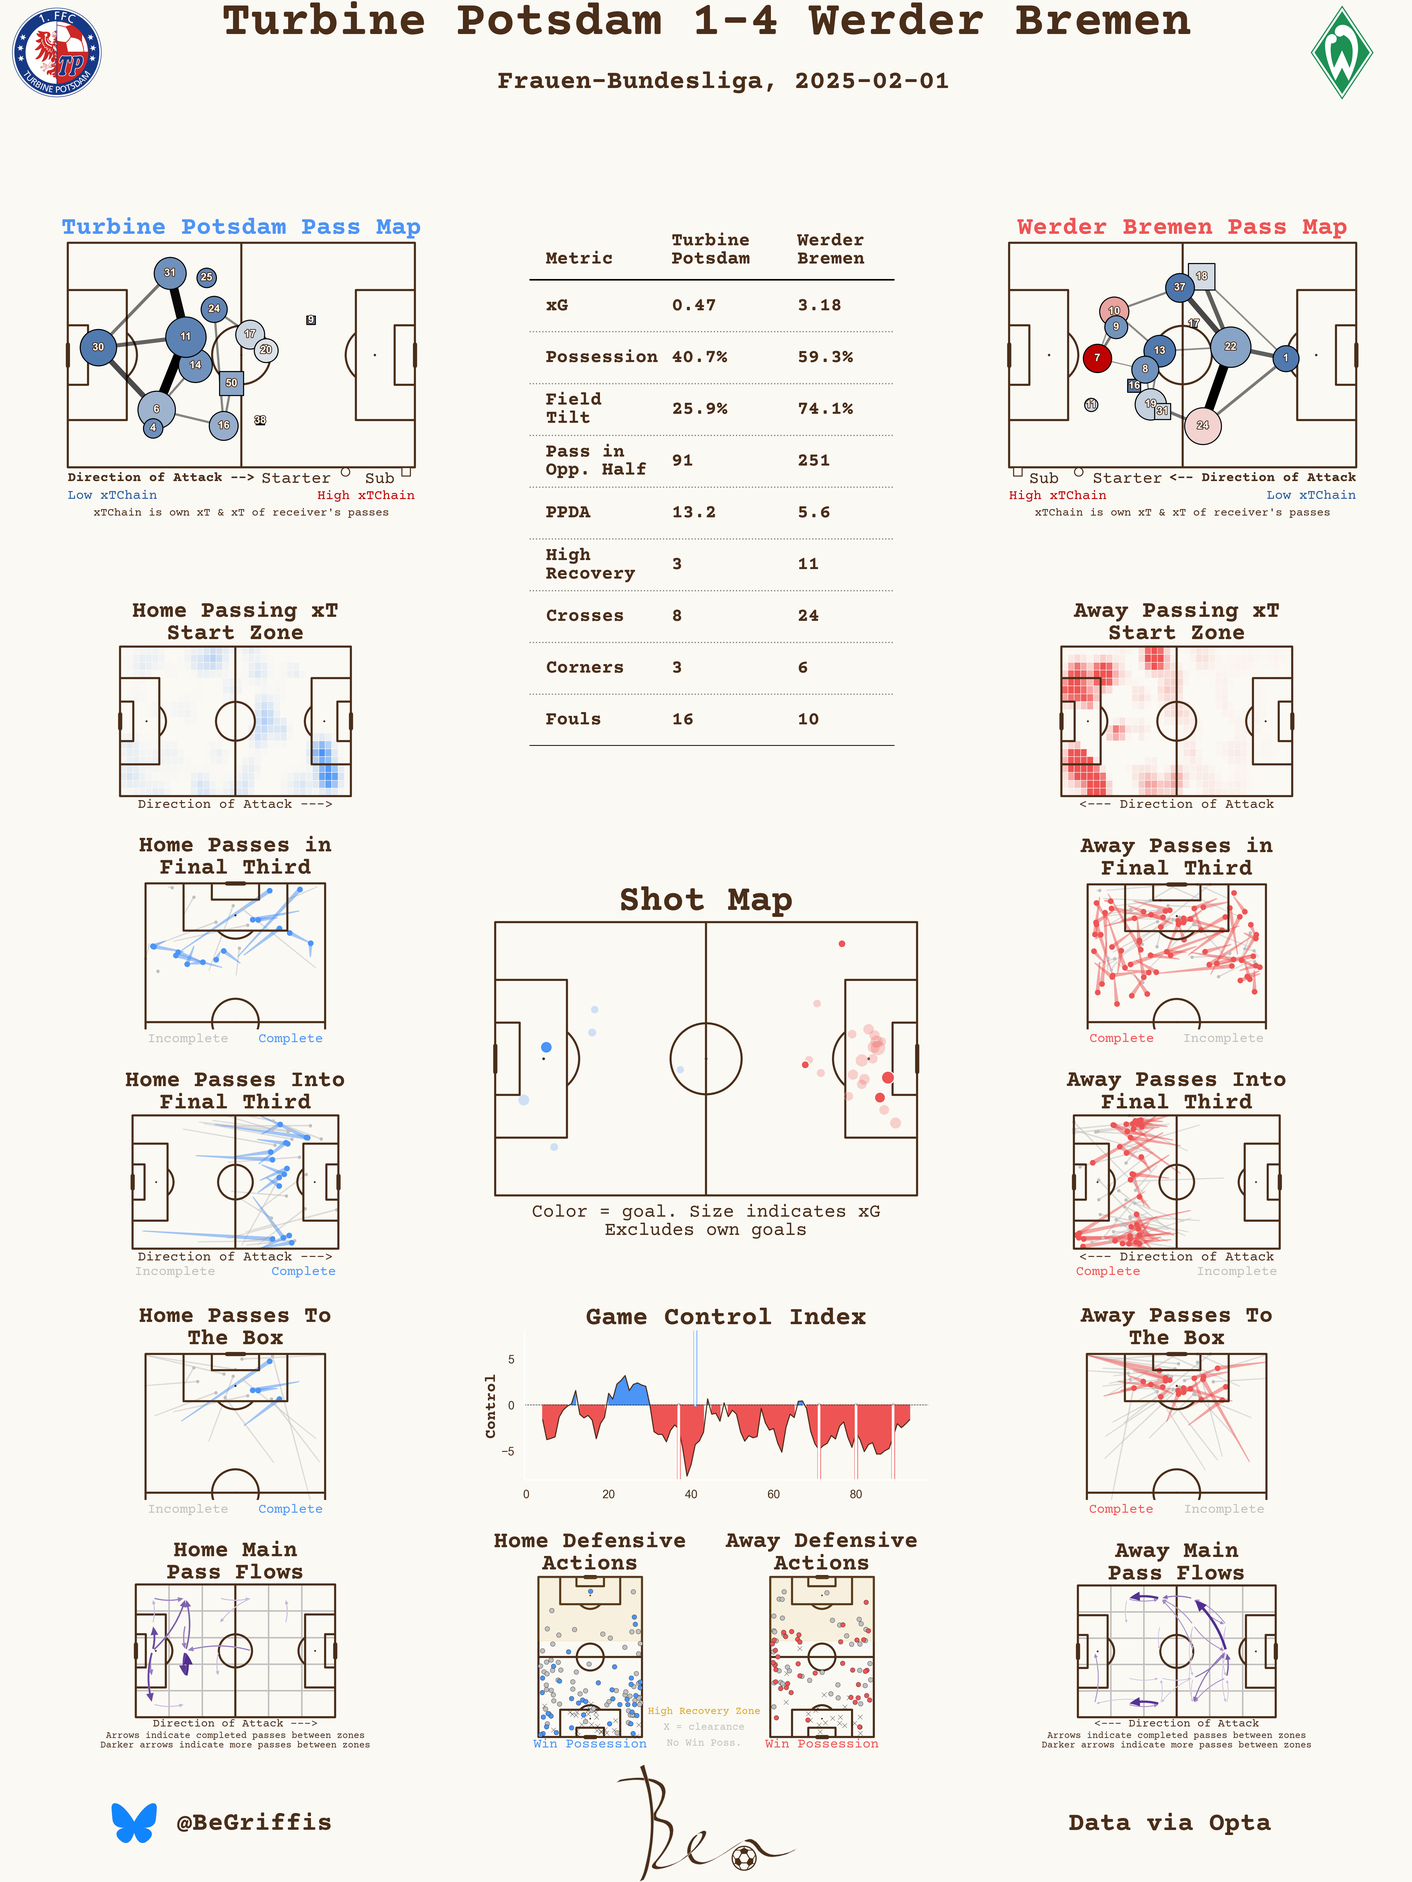 Turbine Potsdam 1-4 Werder Bremen
Frauen-Bundesliga, 2025-02-01
1. FFC
TP
TURBINE POTSDAM
W
Turbine Potsdam Pass Map
31
25
24
11
17
20
9
30
14
50
6
4
16
38
Direction of Attack --> Starter Sub
Low xTChain High xTChain
xTChain is own xT & xT of receiver's passes
Metric Turbine Potsdam Werder Bremen
xG 0.47 3.18
Possession 40.7% 59.3%
Field Tilt 25.9% 74.1%
Pass in Opp. Half 91 251
PPDA 13.2 5.6
High Recovery 3 11
Crosses 8 24
Corners 3 6
Fouls 16 10
Werder Bremen Pass Map
18
37
10
9
17
13
22
7
8
1
16
11
19
31
24
Sub Starter <-- Direction of Attack
High xTChain Low xTChain
xTChain is own xT & xT of receiver's passes
Home Passing xT
Start Zone
Direction of Attack --->
Away Passing xT
Start Zone
<--- Direction of Attack
Home Passes in
Final Third
Incomplete Complete
Away Passes in
Final Third
Complete Incomplete
Shot Map
Color = goal. Size indicates xG
Excludes own goals
Home Passes Into
Final Third
Direction of Attack --->
Incomplete Complete
Away Passes Into
Final Third
<--- Direction of Attack
Complete Incomplete
Home Passes To
The Box
Incomplete Complete
Game Control Index
Control
5
0
−5
0 20 40 60 80
Away Passes To
The Box
Complete Incomplete
Home Main
Pass Flows
Direction of Attack --->
Arrows indicate completed passes between zones
Darker arrows indicate more passes between zones
Home Defensive
Actions
Win Possession
Away Defensive
Actions
Win Possession
High Recovery Zone
X = clearance
No Win Poss.
Away Main
Pass Flows
<--- Direction of Attack
Arrows indicate completed passes between zones
Darker arrows indicate more passes between zones
@BeGriffis
Ben
Data via Opta